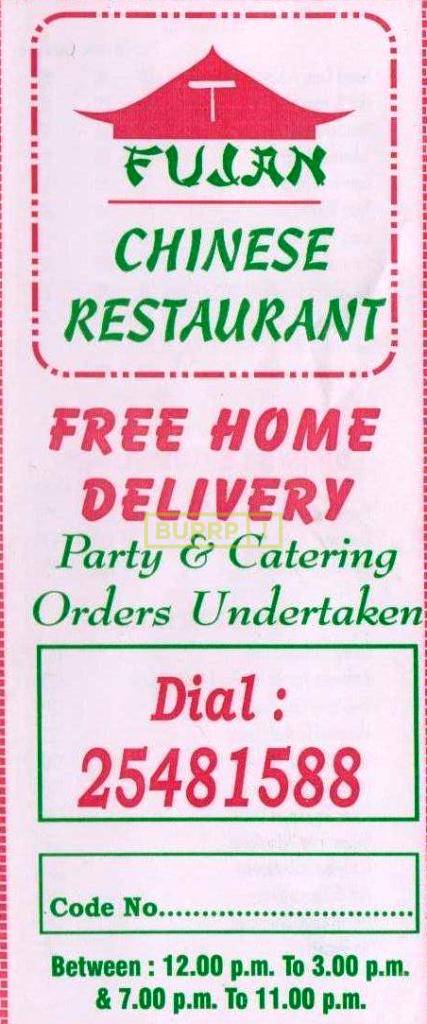 FUJAN
CHINESE
RESTAURANT
FREE HOME
DELIVERY
BURRP
Party & Catering
Orders Undertaken
Dial :
25481588
Code No..............................
Between : 12.00 p.m. To 3.00 p.m.
& 7.00 p.m. To 11.00 p.m.